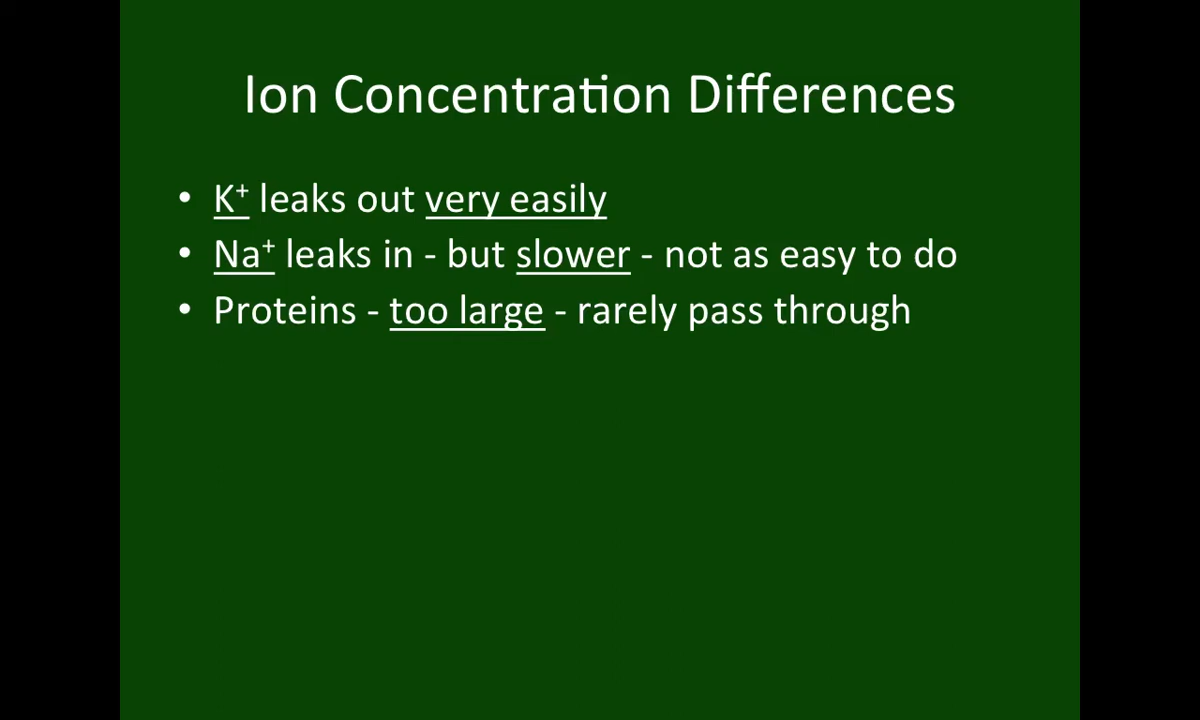 Ion Concentration Differences
• K⁺ leaks out very easily
• Na⁺ leaks in - but slower - not as easy to do
• Proteins - too large - rarely pass through